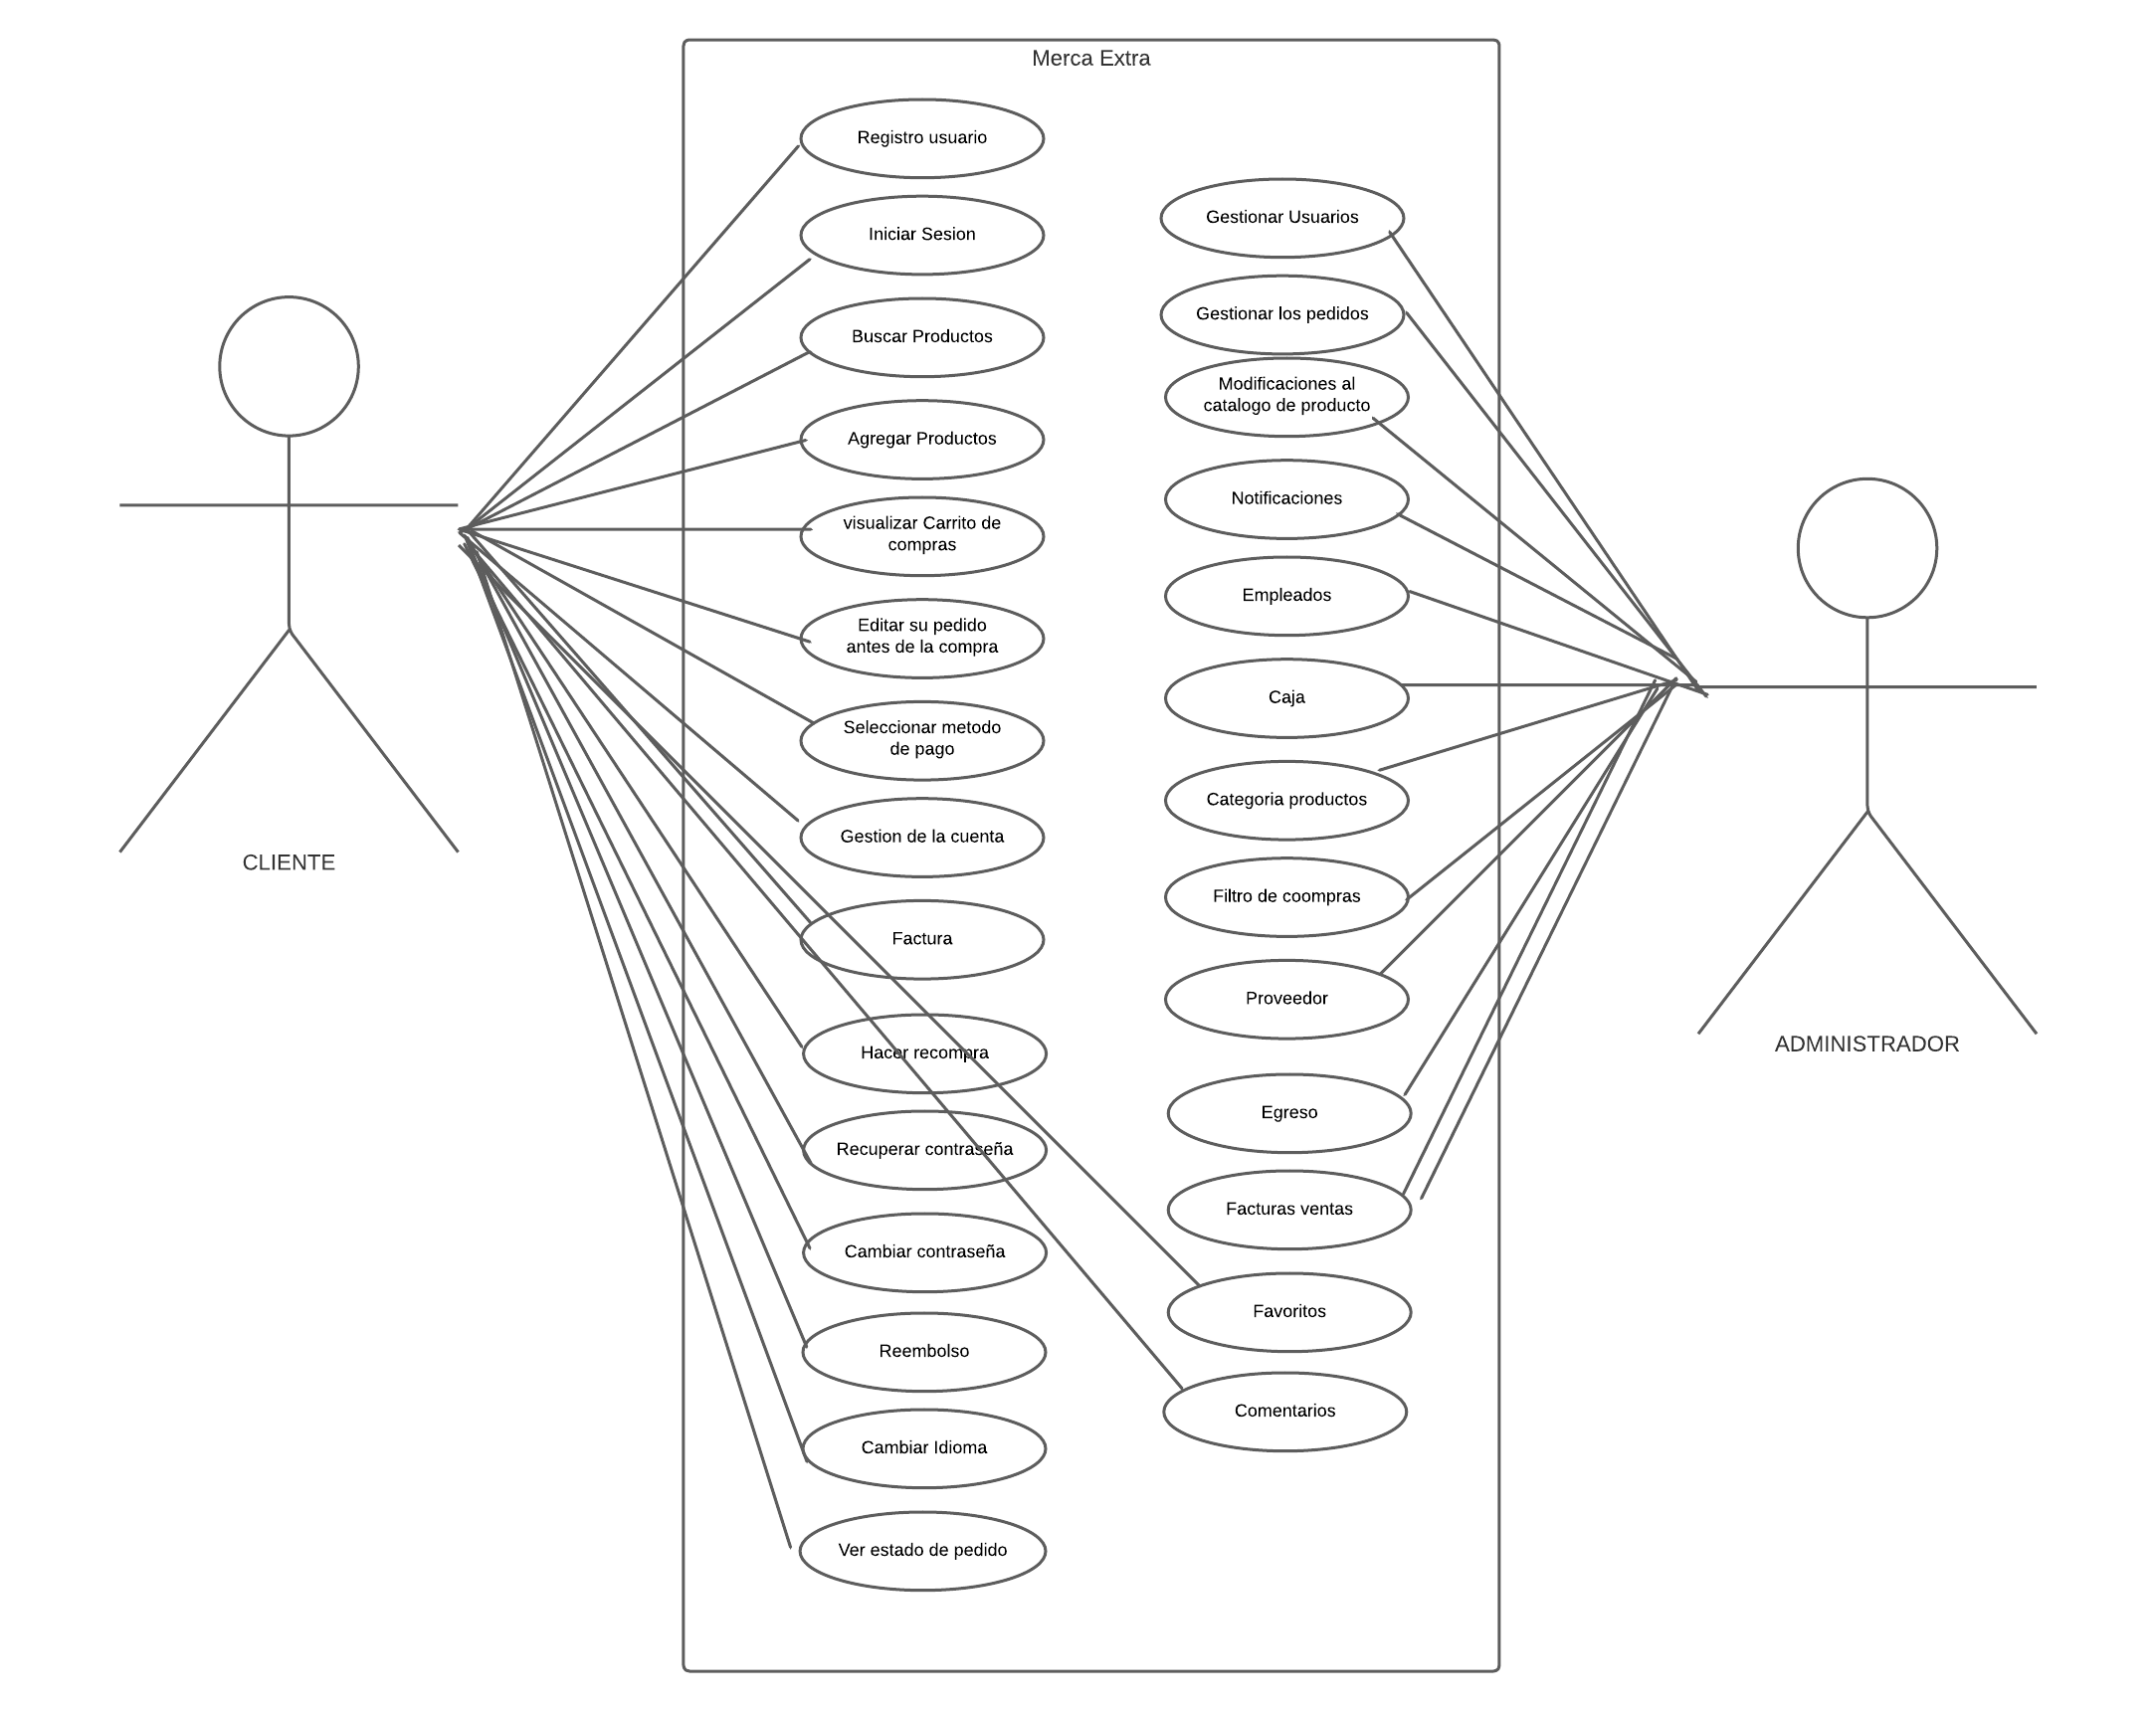 Merca Extra
Registro usuario
Iniciar Sesion
Buscar Productos
Agregar Productos
visualizar Carrito de
compras
Editar su pedido
antes de la compra
Seleccionar metodo
de pago
Gestion de la cuenta
Factura
Hacer recompra
Recuperar contraseña
Cambiar contraseña
Reembolso
Cambiar Idioma
Ver estado de pedido
Gestionar Usuarios
Gestionar los pedidos
Modificaciones al
catalogo de producto
Notificaciones
Empleados
Caja
Categoria productos
Filtro de coompras
Proveedor
Egreso
Facturas ventas
Favoritos
Comentarios
CLIENTE
ADMINISTRADOR